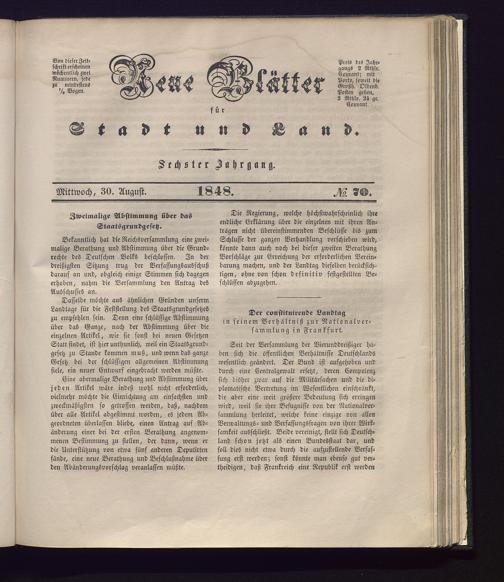 Von dieser Zeit-
schrift erscheinen
wöchentlich zwei
Nummern, jede
zu mindestens
¼ Bogen.
Neue Blätter
für
Stadt und Land.
Preis des Jahr-
gangs 2 Rthlr.
Courant; mit
Porto, soweit die
Großh. Oldenb.
Posten gehen,
2 Rthlr. 24 gr.
Courant
Sechster Jahrgang.
Mittwoch, 30. August. 1848. № 70.
Zweimalige Abstimmung über das
Staatsgrundgesetz.
Bekanntlich hat die Reichsversammlung eine zwei-
malige Berathung und Abstimmung über die Grund-
rechte des Deutschen Volks beschlossen. In der
dreißigsten Sitzung trug der Verfassungsausschuß
darauf an und, obgleich einige Stimmen sich dagegen
erhoben, nahm die Versammlung den Antrag des
Ausschusses an.
Dasselbe möchte aus ähnlichen Gründen unserm
Landtage für die Feststellung des Staatsgrundgesetzes
zu empfehlen sein. Denn eine schlüssige Abstimmung
über das Ganze, nach der Abstimmung über die
einzelnen Artikel, wie sie sonst bei neuen Gesetzen
Statt findet, ist hier unthunlich, weil ein Staatsgrund-
gesetz zu Stande kommen muß, und wenn das ganze
Gesetz bei der schlüssigen allgemeinen Abstimmung
fiele, ein neuer Entwurf eingebracht werden müßte.
Eine abermalige Berathung und Abstimmung über
jeden Artikel wäre indeß wohl nicht erforderlich,
vielmehr möchte die Einrichtung am einfachsten und
zweckmäßigsten so getroffen werden, daß, nachdem
über alle Artikel abgestimmt worden, es jedem Ab-
geordneten überlassen bliebe, einen Antrag auf Ab-
änderung einer bei der ersten Berathung angenom-
menen Bestimmung zu stellen, der dann, wenn er
die Unterstützung von etwa fünf anderen Deputirten
fände, eine neue Berathung und Beschlußnahme über
den Abänderungsvorschlag veranlassen müßte.
Die Regierung, welche höchstwahrscheinlich ihre
endliche Erklärung über die einzelnen mit ihren An-
trägen nicht übereinstimmenden Beschlüsse bis zum
Schlusse der ganzen Verhandlung verschieben wird,
könnte dann auch noch bei dieser zweiten Berathung
Vorschläge zur Erreichung der erforderlichen Verein-
barung machen, und der Landtag dieselben berücksich-
tigen, ohne von schon definitiv festgestellten Be-
schlüssen abzugehen.
Der constituirende Landtag
in seinem Verhältniß zur Nationalver-
sammlung in Frankfurt.
Seit der Versammlung der Vierunddreißiger ha-
ben sich die öffentlichen Verhältnisse Deutschlands
wesentlich geändert. Der Bund ist aufgehoben und
durch eine Centralgewalt ersetzt, deren Competenz
sich bisher zwar auf die Militärsachen und die di-
plomatische Vertretung im Wesentlichen einschränkt,
die aber eine weit größere Bedeutung sich erringen
wird, weil sie ihre Befugnisse von der Nationalver-
sammlung herleitet, welche keine einzige von allen
Verwaltungs- und Verfassungsfragen von ihrer Wirk-
samkeit ausschließt. Beide vereinigt, stellt sich Deutsch-
land schon jetzt als einen Bundesstaat dar, und
soll dies nicht etwa durch die aufzustellende Verfas-
sung erst werden; sonst könnte man ebenso gut ver-
theidigen, daß Frankreich eine Republik erst werden